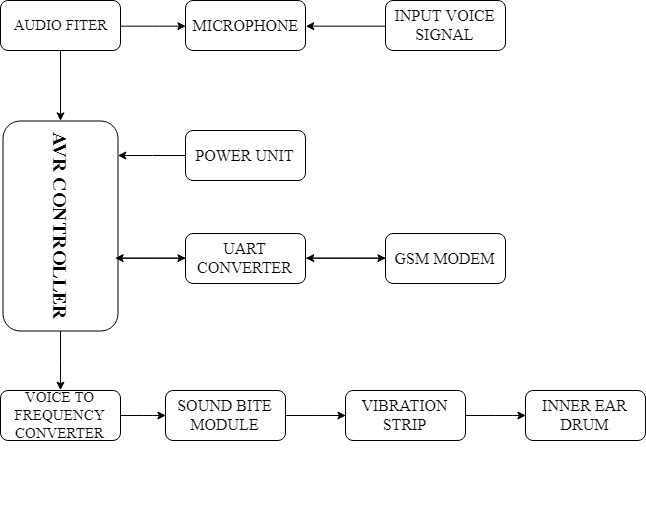 AUDIO FITER
MICROPHONE
INPUT VOICE
SIGNAL
AVR CONTROLLER
POWER UNIT
UART
CONVERTER
GSM MODEM
VOICE TO
FREQUENCY
CONVERTER
SOUND BITE
MODULE
VIBRATION
STRIP
INNER EAR
DRUM